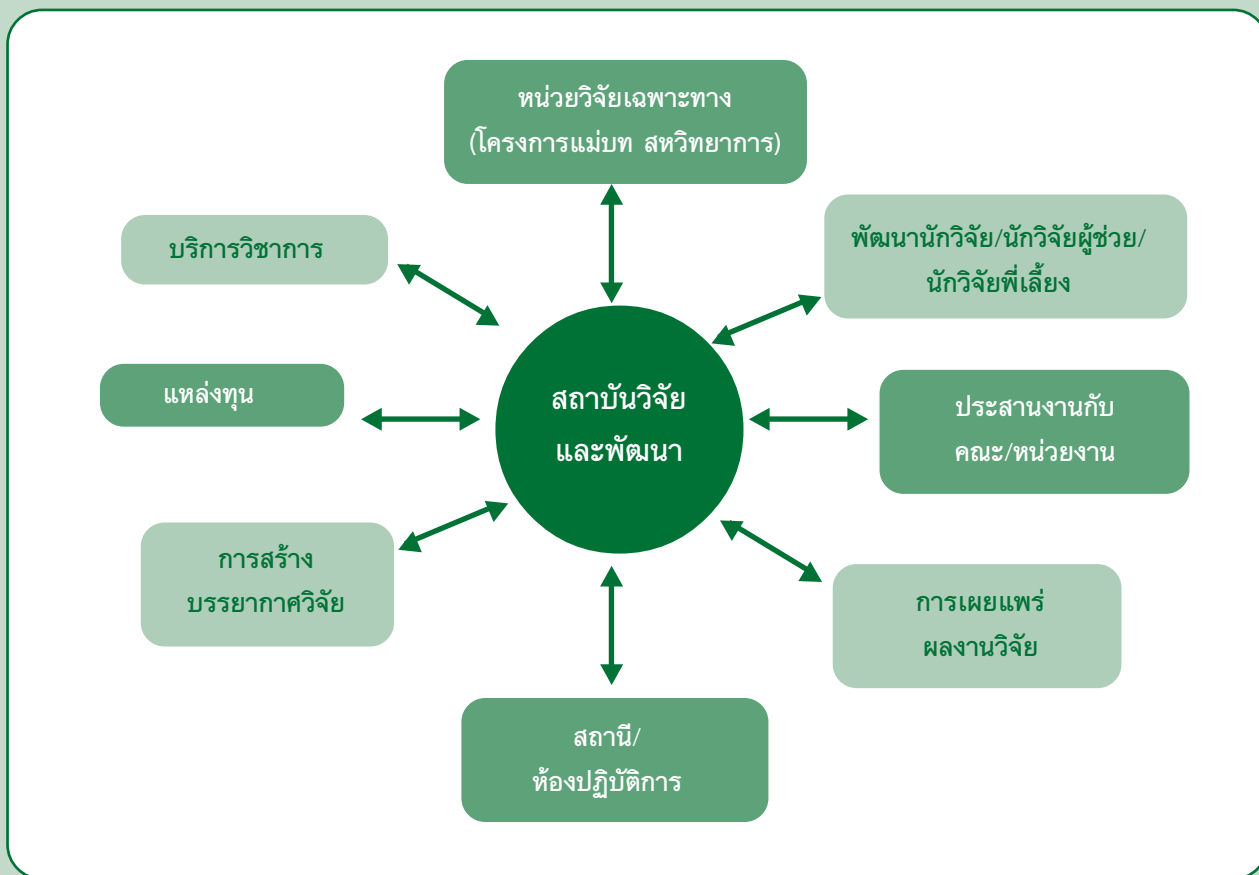 หน่วยวิจัยเฉพาะทาง
(โครงการแม่บท สหวิทยาการ)
บริการวิชาการ
พัฒนานักวิจัย/นักวิจัยผู้ช่วย/
นักวิจัยพี่เลี้ยง
แหล่งทุน
สถาบันวิจัย
และพัฒนา
ประสานงานกับ
คณะ/หน่วยงาน
การสร้าง
บรรยากาศวิจัย
การเผยแพร่
ผลงานวิจัย
สถานี/
ห้องปฏิบัติการ